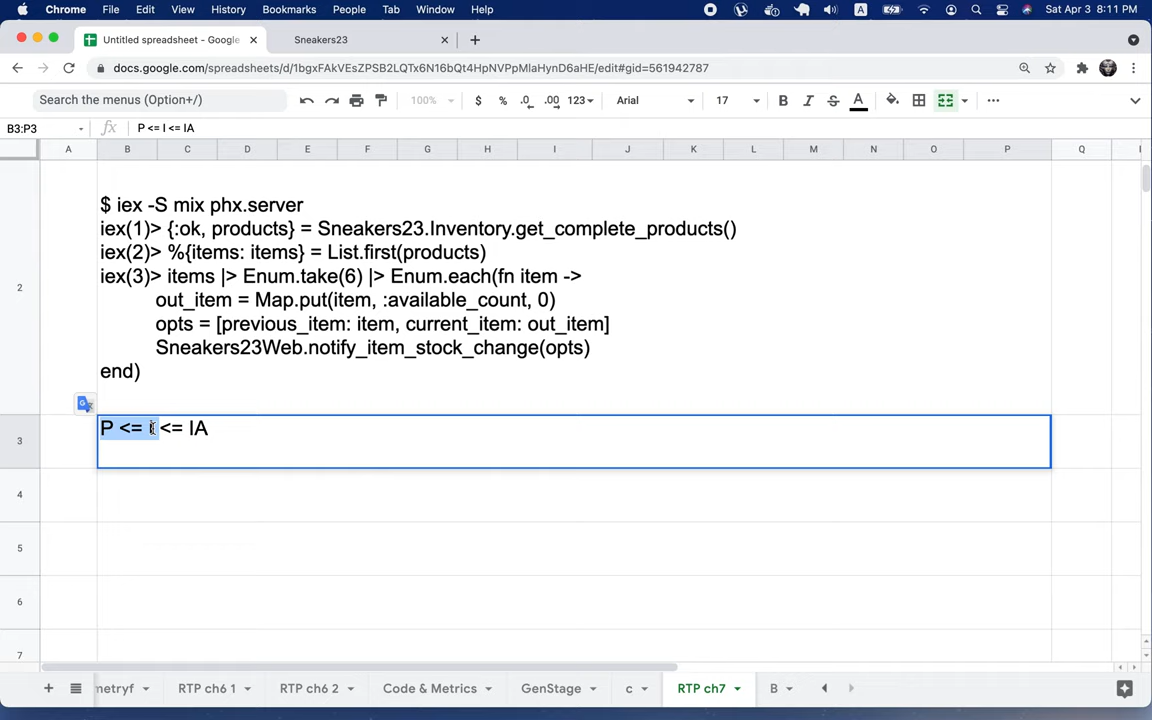 Chrome File Edit View History Bookmarks People Tab Window Help A Sat Apr 3 8:11 PM
Untitled spreadsheet - Google Sneakers23
docs.google.com/spreadsheets/d/1bgxFAkVEsZPSB2LQTx6N16bQt4HpNVPpMlaHynD6aHE/edit#gid=561942787
Search the menus (Option+/) 100% $ % .0 .00 123 Arial 17 B I S A
B3:P3 fx P <= I <= IA
A B C D E F G H I J K L M N O P Q
2
$ iex -S mix phx.server
iex(1)> {:ok, products} = Sneakers23.Inventory.get_complete_products()
iex(2)> %{items: items} = List.first(products)
iex(3)> items |> Enum.take(6) |> Enum.each(fn item ->
out_item = Map.put(item, :available_count, 0)
opts = [previous_item: item, current_item: out_item]
Sneakers23Web.notify_item_stock_change(opts)
end)
3 P <= I <= IA
4
5
6
7
metryf RTP ch6 1 RTP ch6 2 Code & Metrics GenStage c RTP ch7 B